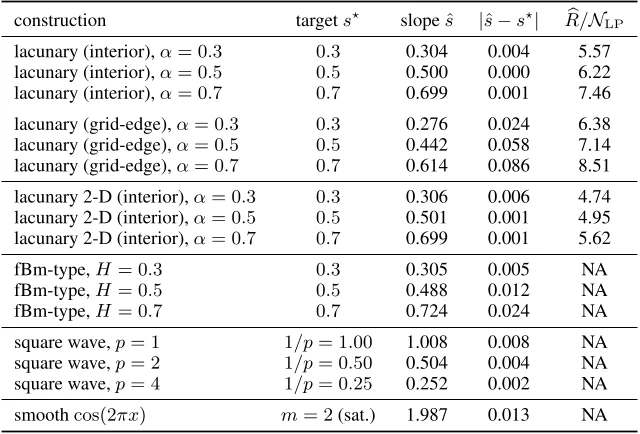 construction target s⋆ slope ŝ |ŝ − s⋆| R̂/𝒩LP
lacunary (interior), α = 0.3 0.3 0.304 0.004 5.57
lacunary (interior), α = 0.5 0.5 0.500 0.000 6.22
lacunary (interior), α = 0.7 0.7 0.699 0.001 7.46
lacunary (grid-edge), α = 0.3 0.3 0.276 0.024 6.38
lacunary (grid-edge), α = 0.5 0.5 0.442 0.058 7.14
lacunary (grid-edge), α = 0.7 0.7 0.614 0.086 8.51
lacunary 2-D (interior), α = 0.3 0.3 0.306 0.006 4.74
lacunary 2-D (interior), α = 0.5 0.5 0.501 0.001 4.95
lacunary 2-D (interior), α = 0.7 0.7 0.699 0.001 5.62
fBm-type, H = 0.3 0.3 0.305 0.005 NA
fBm-type, H = 0.5 0.5 0.488 0.012 NA
fBm-type, H = 0.7 0.7 0.724 0.024 NA
square wave, p = 1 1/p = 1.00 1.008 0.008 NA
square wave, p = 2 1/p = 0.50 0.504 0.004 NA
square wave, p = 4 1/p = 0.25 0.252 0.002 NA
smooth cos(2πx) m = 2 (sat.) 1.987 0.013 NA